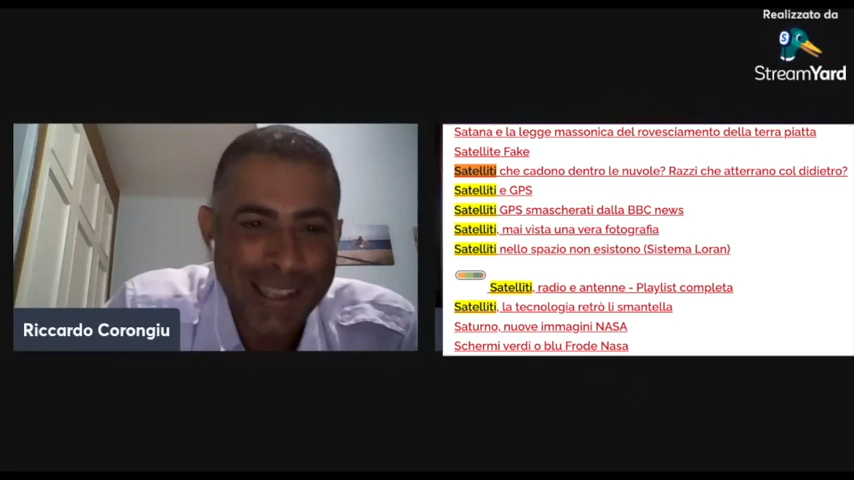 Realizzato da
StreamYard
Satana e la legge massonica del rovesciamento della terra piatta
Satellite Fake
Satelliti che cadono dentro le nuvole? Razzi che atterrano col didietro?
Satelliti e GPS
Satelliti GPS smascherati dalla BBC news
Satelliti, mai vista una vera fotografia
Satelliti nello spazio non esistono (Sistema Loran)
Satelliti, radio e antenne - Playlist completa
Satelliti, la tecnologia retrò li smantella
Saturno, nuove immagini NASA
Schermi verdi o blu Frode Nasa
Riccardo Corongiu